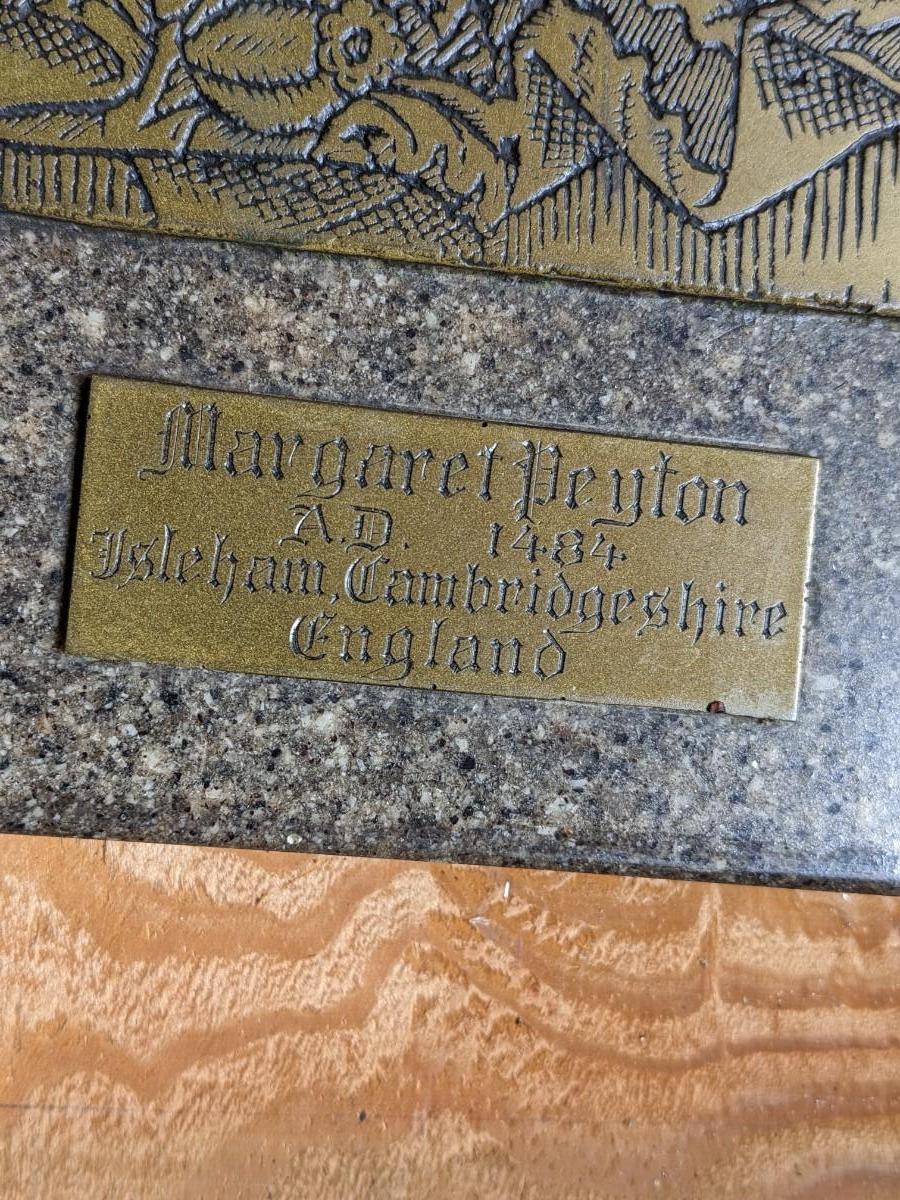 Margaret Peyton
A.D. 1484
Isleham, Cambridgeshire
England